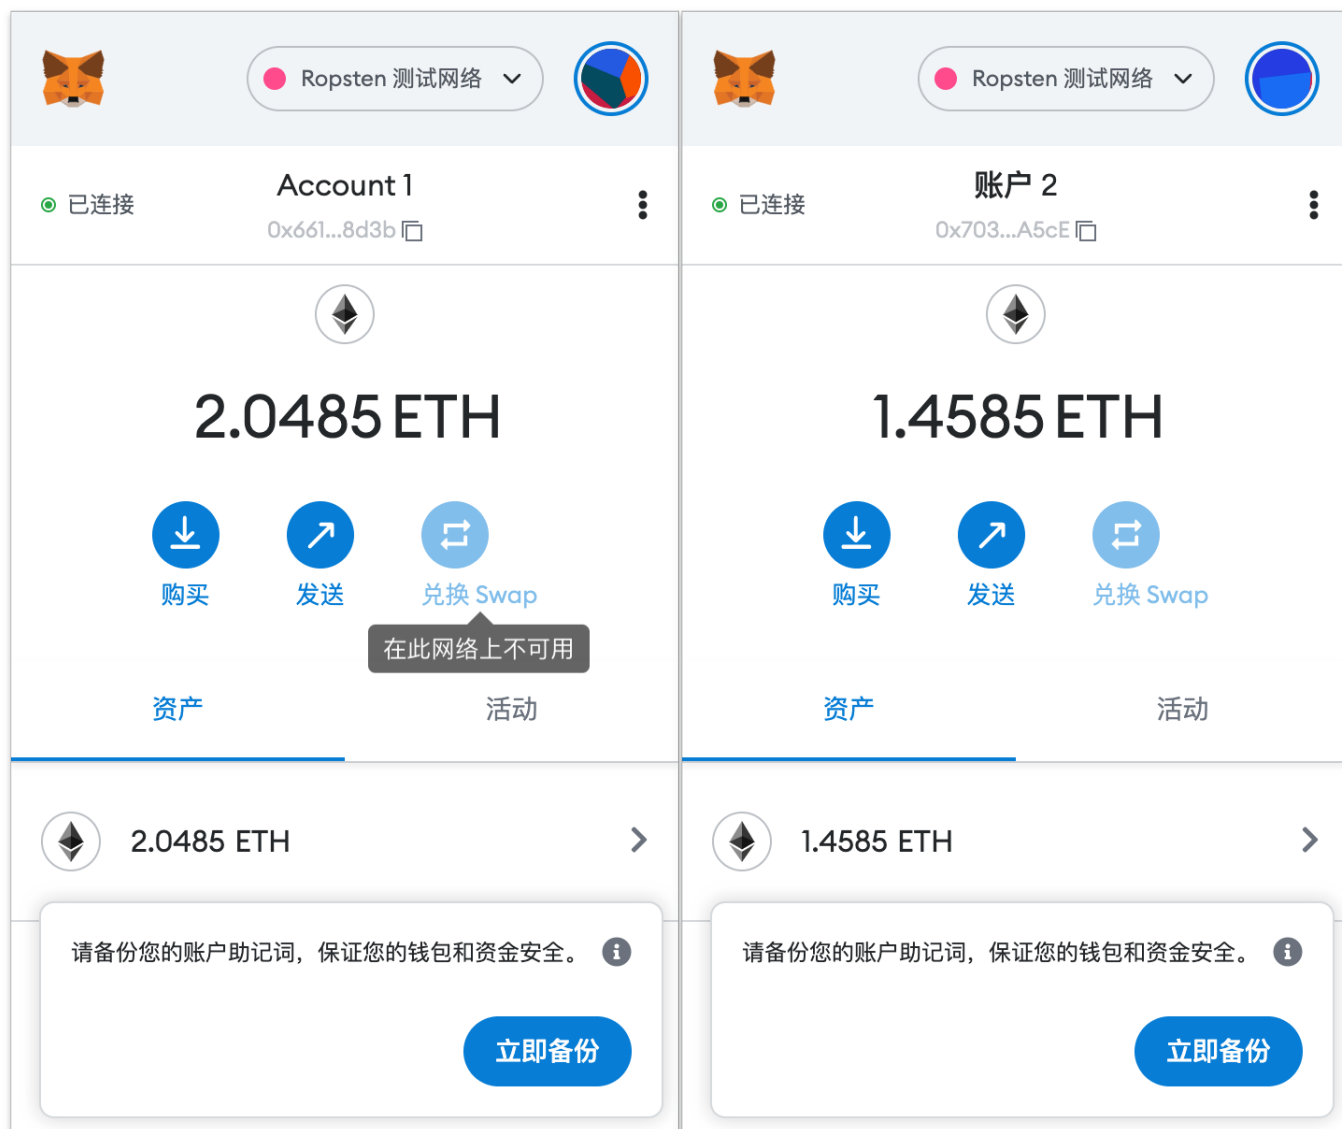 Ropsten 测试网络
已连接
Account 1
0x661...8d3b
2.0485 ETH
购买
发送
兑换 Swap
在此网络上不可用
资产
活动
2.0485 ETH
请备份您的账户助记词，保证您的钱包和资金安全。
立即备份
Ropsten 测试网络
已连接
账户 2
0x703...A5cE
1.4585 ETH
购买
发送
兑换 Swap
资产
活动
1.4585 ETH
请备份您的账户助记词，保证您的钱包和资金安全。
立即备份